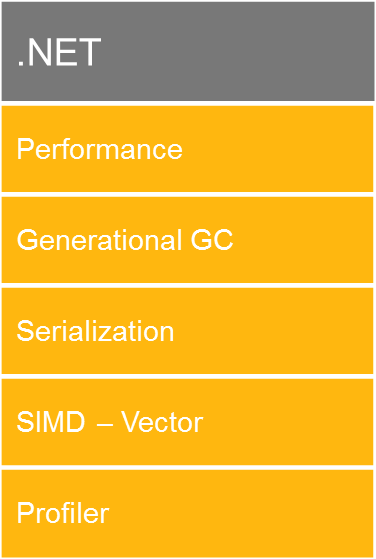 .NET
Performance
Generational GC
Serialization
SIMD – Vector
Profiler